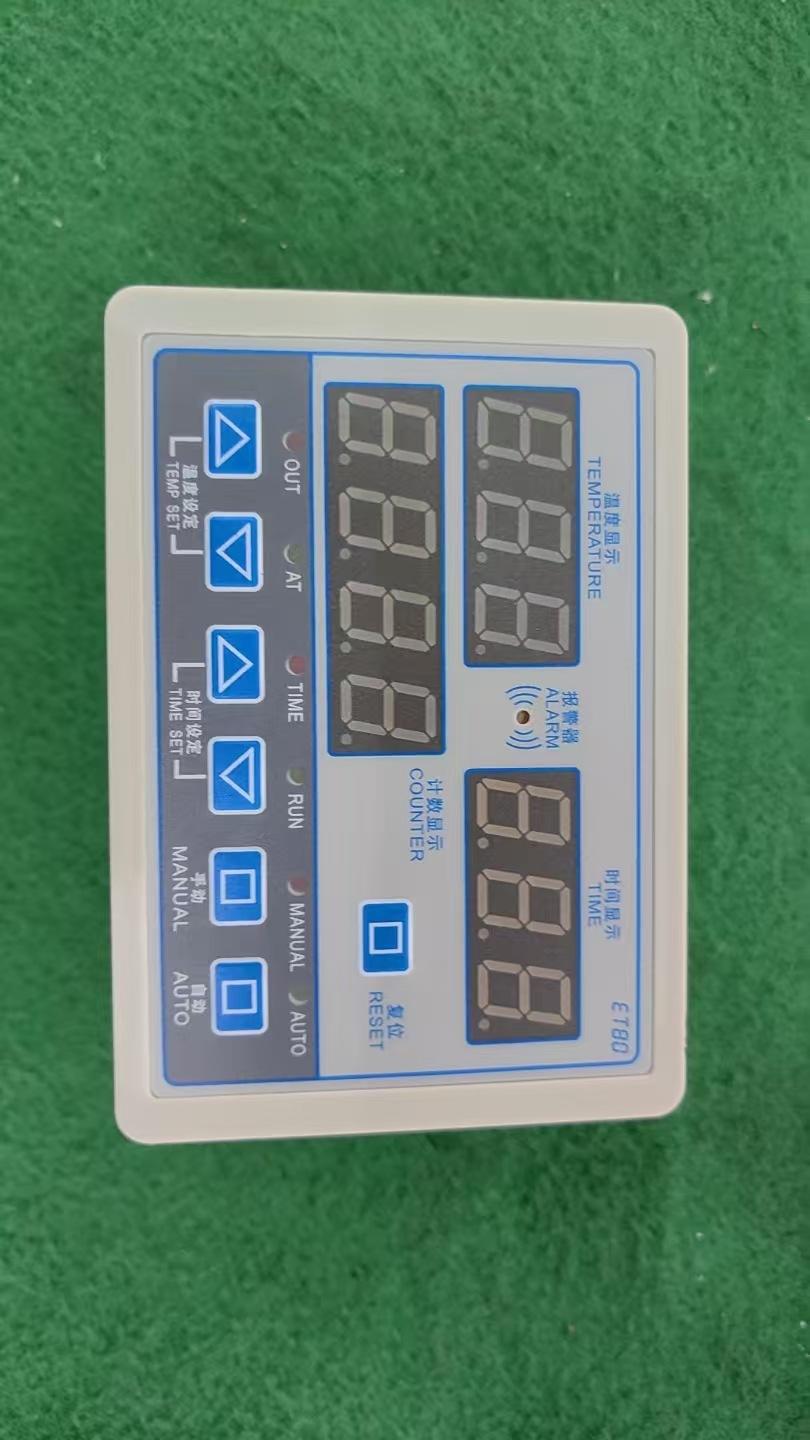 温度显示
TEMPERATURE
报警器
ALARM
时间显示
TIME
ET80
计数显示
COUNTER
复位
RESET
OUT
AT
TIME
RUN
MANUAL
AUTO
温度设定
TEMP SET
时间设定
TIME SET
手动
MANUAL
自动
AUTO